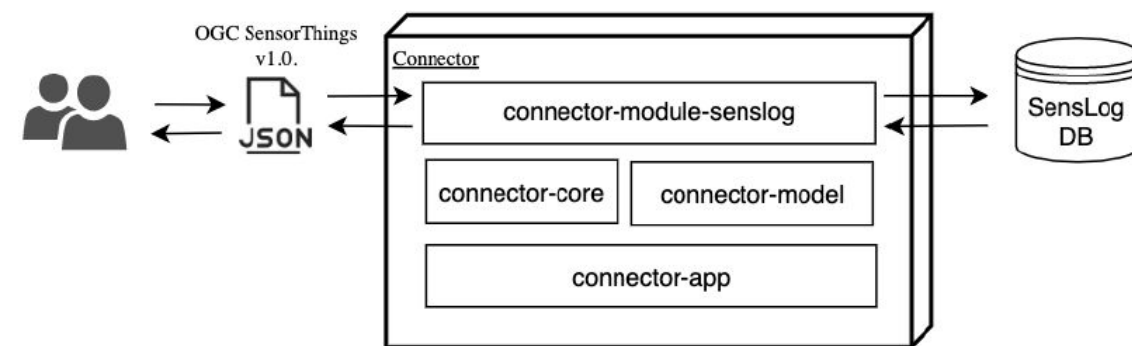 OGC SensorThings
v1.0.
JSON
Connector
connector-module-senslog
connector-core
connector-model
connector-app
SensLog
DB